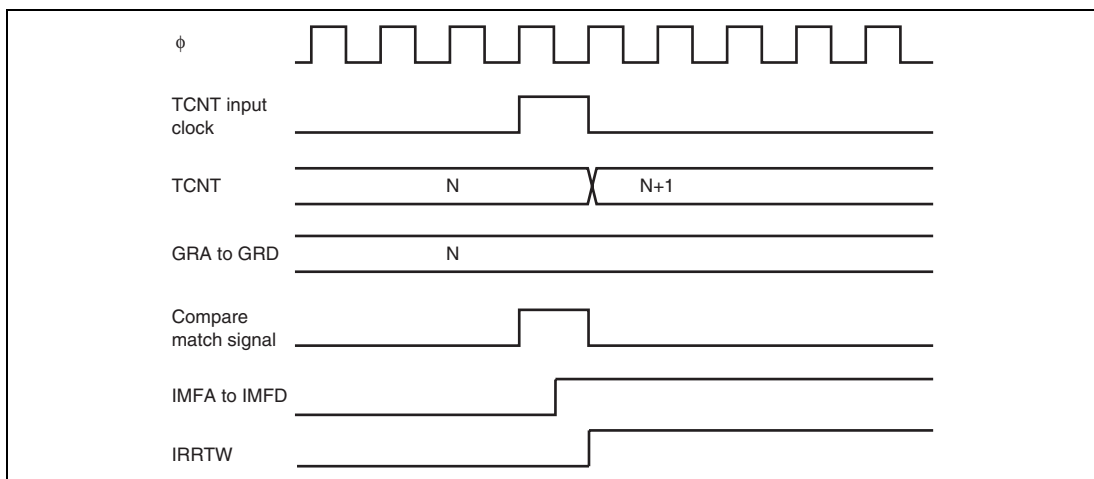 ϕ
TCNT input
clock
TCNT
N
N+1
GRA to GRD
N
Compare
match signal
IMFA to IMFD
IRRTW